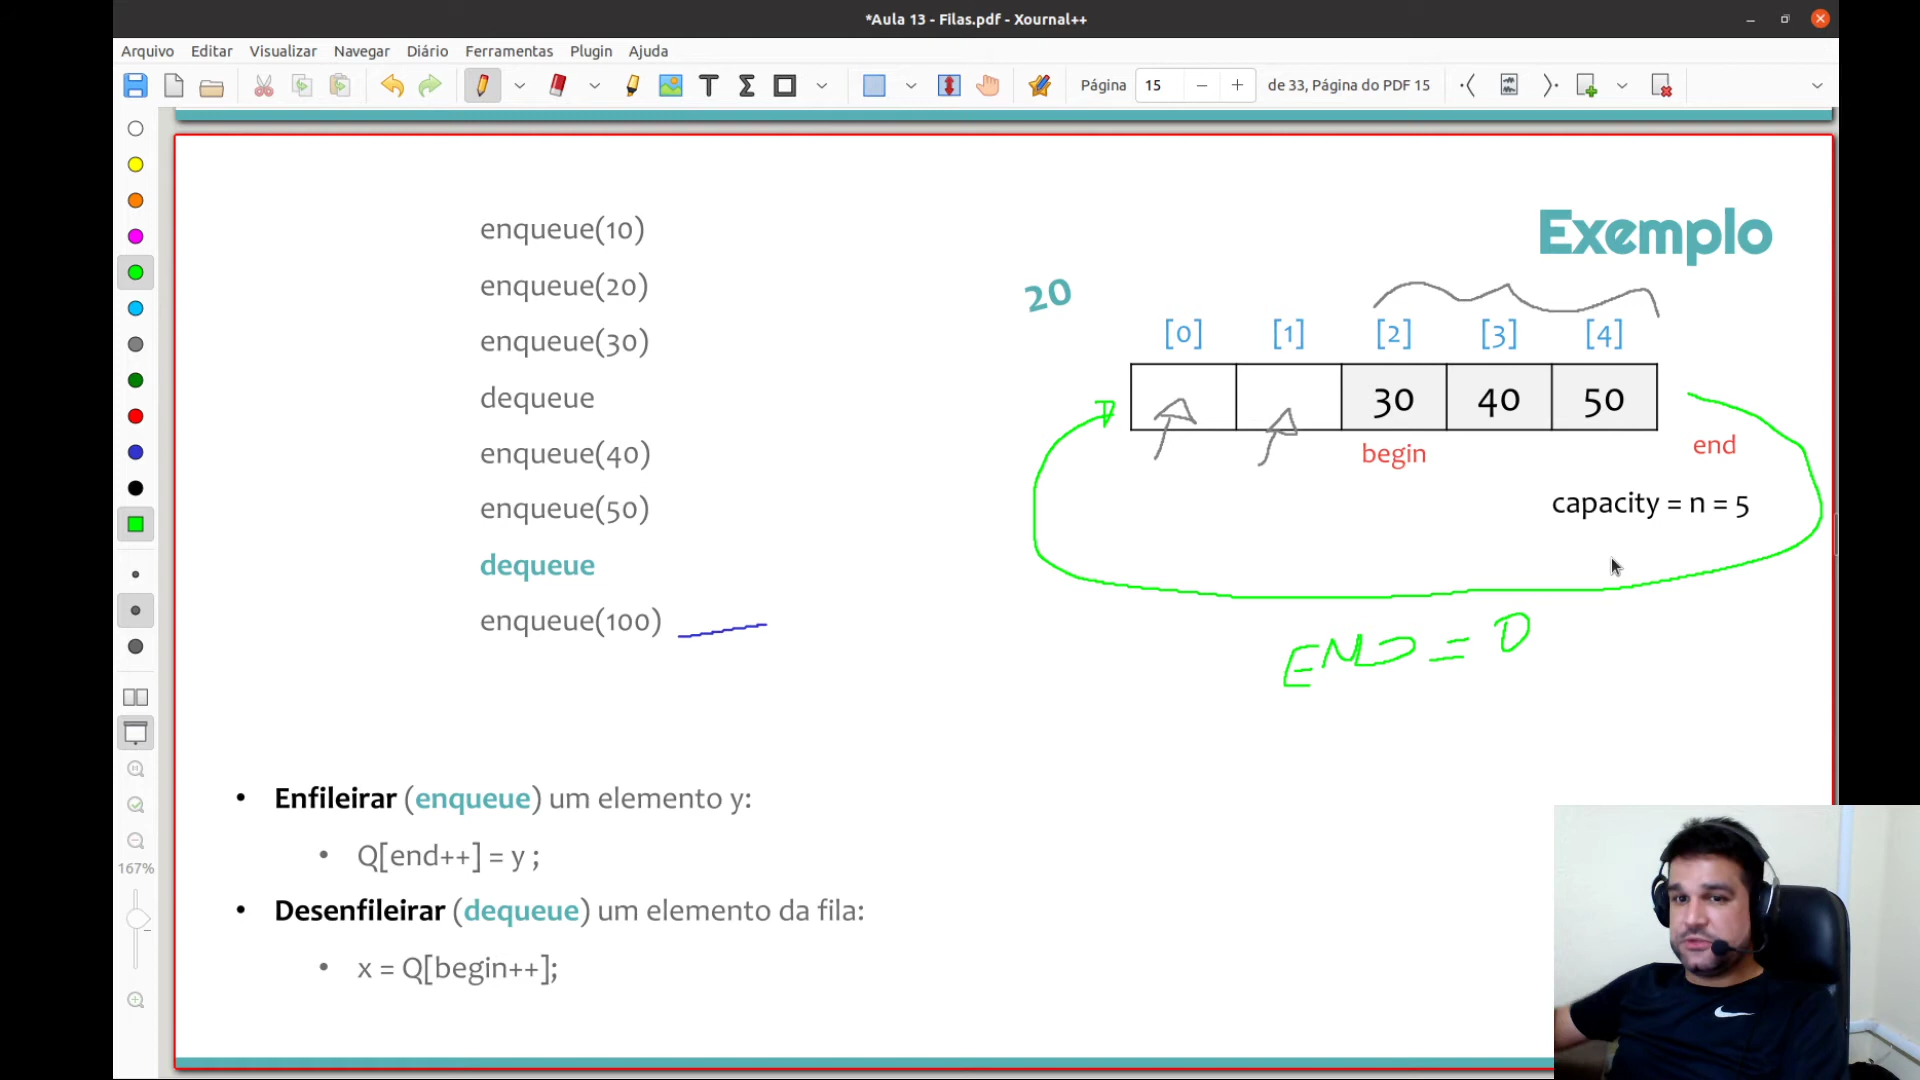 *Aula 13 - Filas.pdf - Xournal++
Arquivo Editar Visualizar Navegar Diário Ferramentas Plugin Ajuda
Página 15 de 33, Página do PDF 15
enqueue(10)
enqueue(20)
enqueue(30)
dequeue
enqueue(40)
enqueue(50)
dequeue
enqueue(100)
Exemplo
20
[0] [1] [2] [3] [4]
30 40 50
begin
end
capacity = n = 5
END = 0
167%
• Enfileirar (enqueue) um elemento y:
• Q[end++] = y ;
• Desenfileirar (dequeue) um elemento da fila:
• x = Q[begin++];